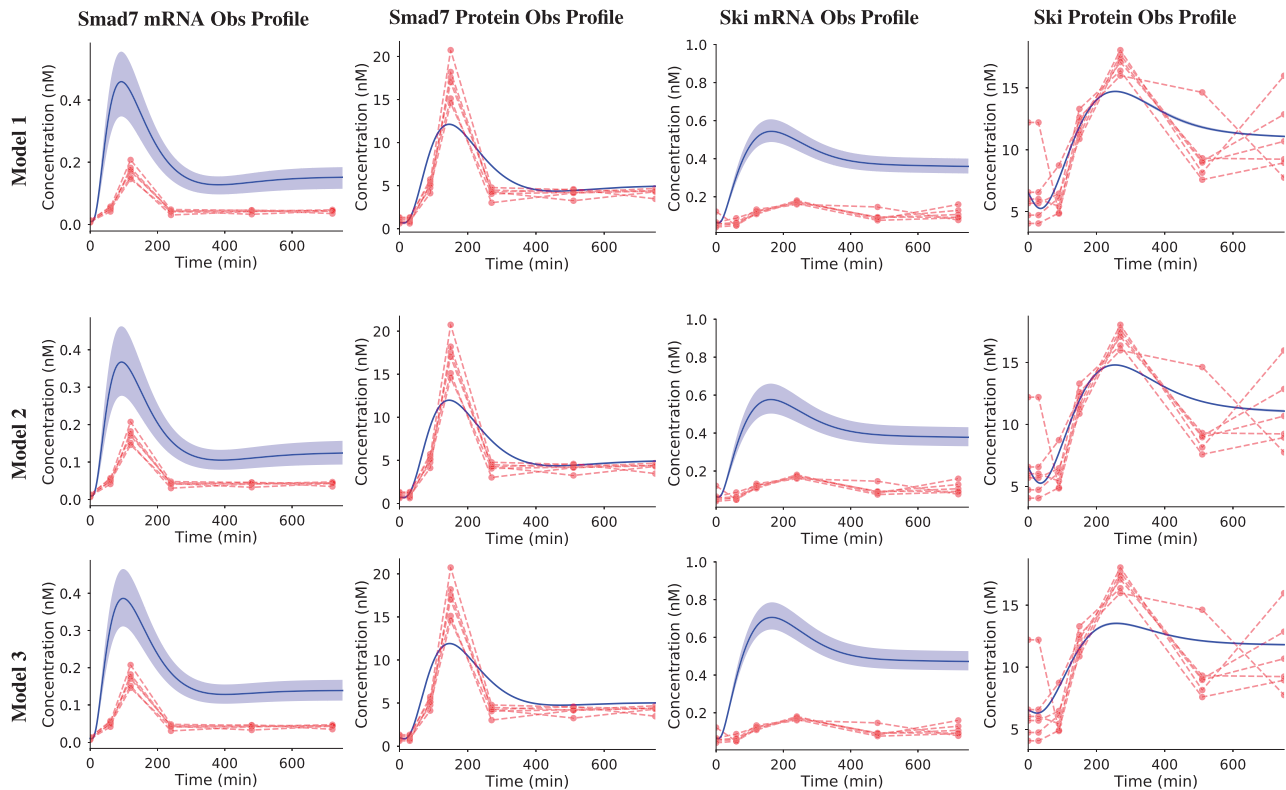 Smad7 mRNA Obs Profile
Smad7 Protein Obs Profile
Ski mRNA Obs Profile
Ski Protein Obs Profile
Model 1
Concentration (nM)
0.4
0.2
0.0
0 200 400 600
Time (min)
Concentration (nM)
20
15
10
5
0
0 200 400 600
Time (min)
Concentration (nM)
1.0
0.8
0.6
0.4
0.2
0 200 400 600
Time (min)
Concentration (nM)
15
10
5
0 200 400 600
Time (min)
Model 2
Concentration (nM)
0.4
0.3
0.2
0.1
0.0
0 200 400 600
Time (min)
Concentration (nM)
20
15
10
5
0
0 200 400 600
Time (min)
Concentration (nM)
1.0
0.8
0.6
0.4
0.2
0 200 400 600
Time (min)
Concentration (nM)
15
10
5
0 200 400 600
Time (min)
Model 3
Concentration (nM)
0.4
0.3
0.2
0.1
0.0
0 200 400 600
Time (min)
Concentration (nM)
20
15
10
5
0
0 200 400 600
Time (min)
Concentration (nM)
1.0
0.8
0.6
0.4
0.2
0 200 400 600
Time (min)
Concentration (nM)
15
10
5
0 200 400 600
Time (min)